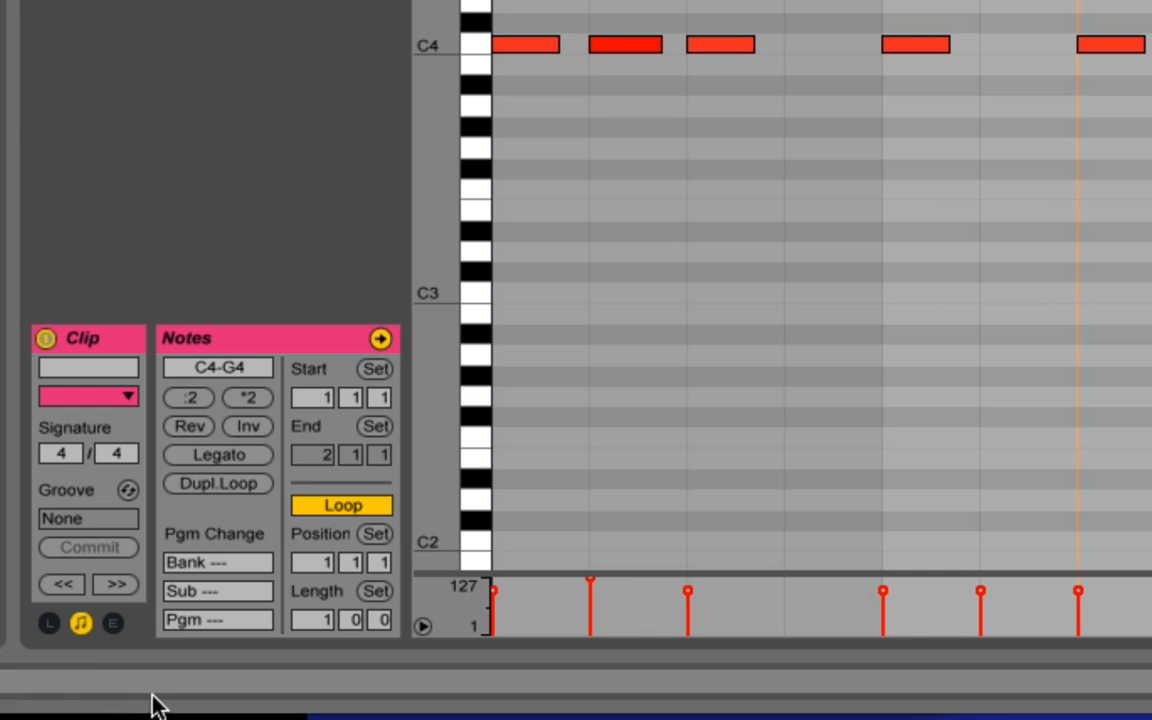 C4
C3
C2
127
1
Clip
Signature
4 / 4
Groove
None
Commit
<< >>
L E
Notes
C4-G4
:2 *2
Rev Inv
Legato
Dupl.Loop
Pgm Change
Bank ---
Sub ---
Pgm ---
Start Set
1 1 1
End Set
2 1 1
Loop
Position Set
1 1 1
Length Set
1 0 0